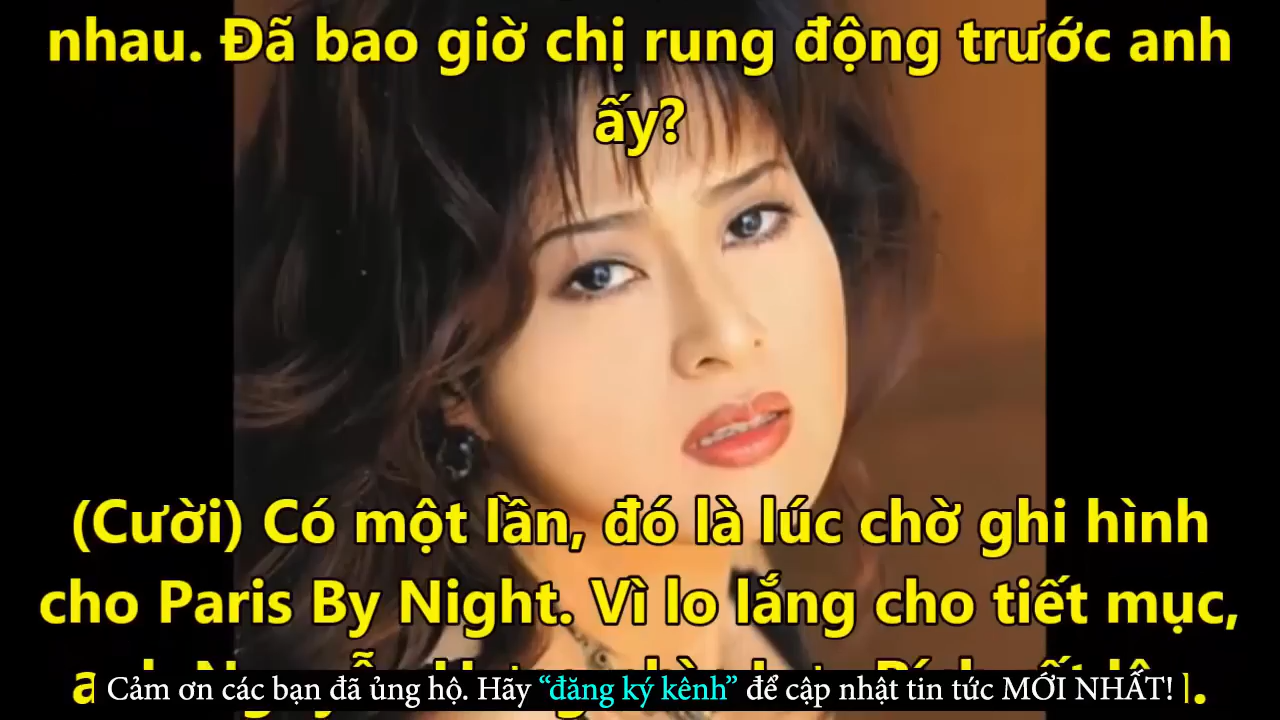 nhau. Đã bao giờ chị rung động trước anh
ấy?
(Cười) Có một lần, đó là lúc chờ ghi hình
cho Paris By Night. Vì lo lắng cho tiết mục,
Cảm ơn các bạn đã ủng hộ. Hãy “đăng ký kênh” để cập nhật tin tức MỚI NHẤT!